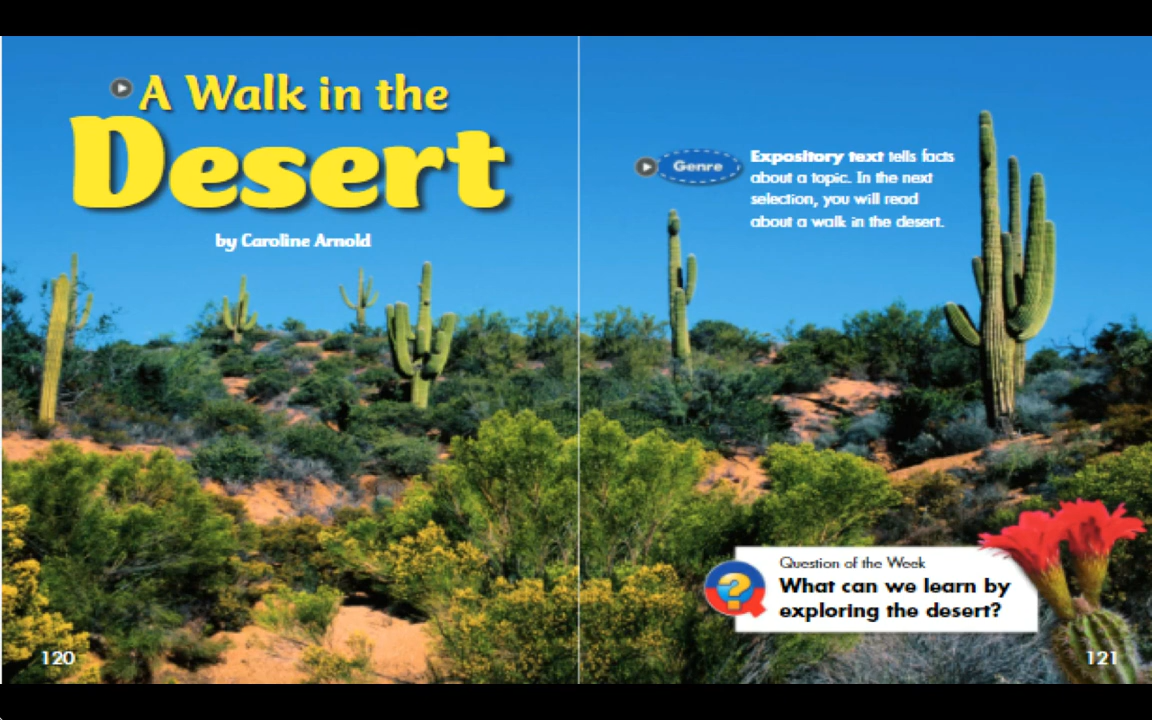 A Walk in the
Desert
by Caroline Arnold
Genre
Expository text tells facts
about a topic. In the next
selection, you will read
about a walk in the desert.
Question of the Week
What can we learn by
exploring the desert?
120
121